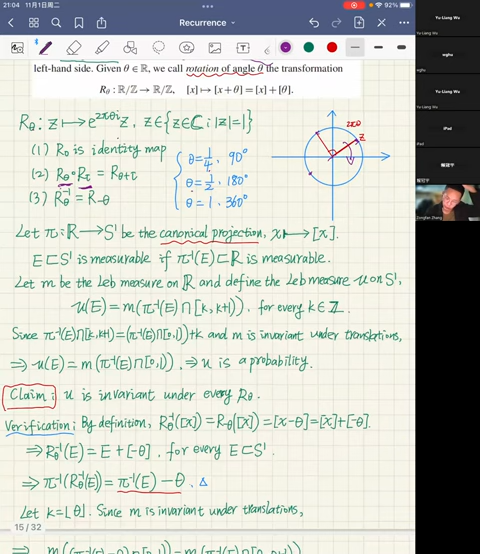 21:04 11月1日周二
92%
Recurrence
left-hand side. Given θ ∈ ℝ, we call rotation of angle θ the transformation
R_θ : ℝ/ℤ → ℝ/ℤ, [x] ↦ [x + θ] = [x] + [θ].
R_θ : z ↦ e^{2πθi} z, z ∈ {z ∈ ℂ ; |z| = 1}
(1) R_0 is identity map
(2) R_θ ∘ R_τ = R_{θ+τ}
(3) R_θ^{-1} = R_{-θ}
θ = 1/4, 90°
θ = 1/2, 180°
θ = 1, 360°
2πθ
z
Let π: ℝ → S¹ be the canonical projection, x ↦ [x].
E ⊂ S¹ is measurable if π^{-1}(E) ⊂ ℝ is measurable.
Let m be the Leb measure on ℝ and define the Leb measure u on S¹,
u(E) = m(π^{-1}(E) ∩ [k, k+1)). for every k ∈ ℤ.
Since π^{-1}(E) ∩ [k, k+1) = (π^{-1}(E) ∩ [0,1)) + k and m is invariant under translations,
⇒ u(E) = m(π^{-1}(E) ∩ [0,1)). ⇒ u is a probability.
Claim: u is invariant under every R_θ.
Verification: By definition, R_θ^{-1}([x]) = R_{-θ}([x]) = [x-θ] = [x] + [-θ].
⇒ R_θ^{-1}(E) = E + [-θ]. for every E ⊂ S¹
⇒ π^{-1}(R_θ^{-1}(E)) = π^{-1}(E) - θ. Δ
Let k = ⌊θ⌋. Since m is invariant under translations,
15 / 32
Yu-Liang Wu
Yu-Liang Wu
wghu
wghu
iPad
iPad
Zonglian Zhang